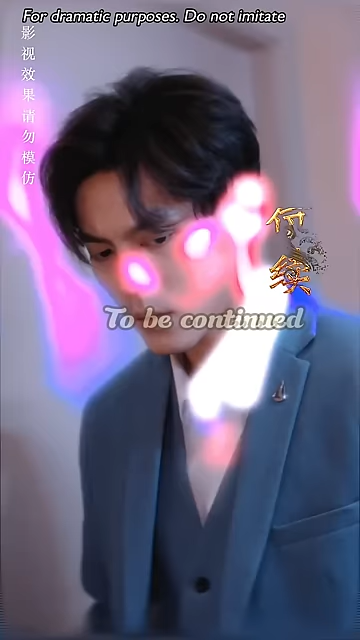 For dramatic purposes. Do not imitate
影视效果请勿模仿
待续
To be continued